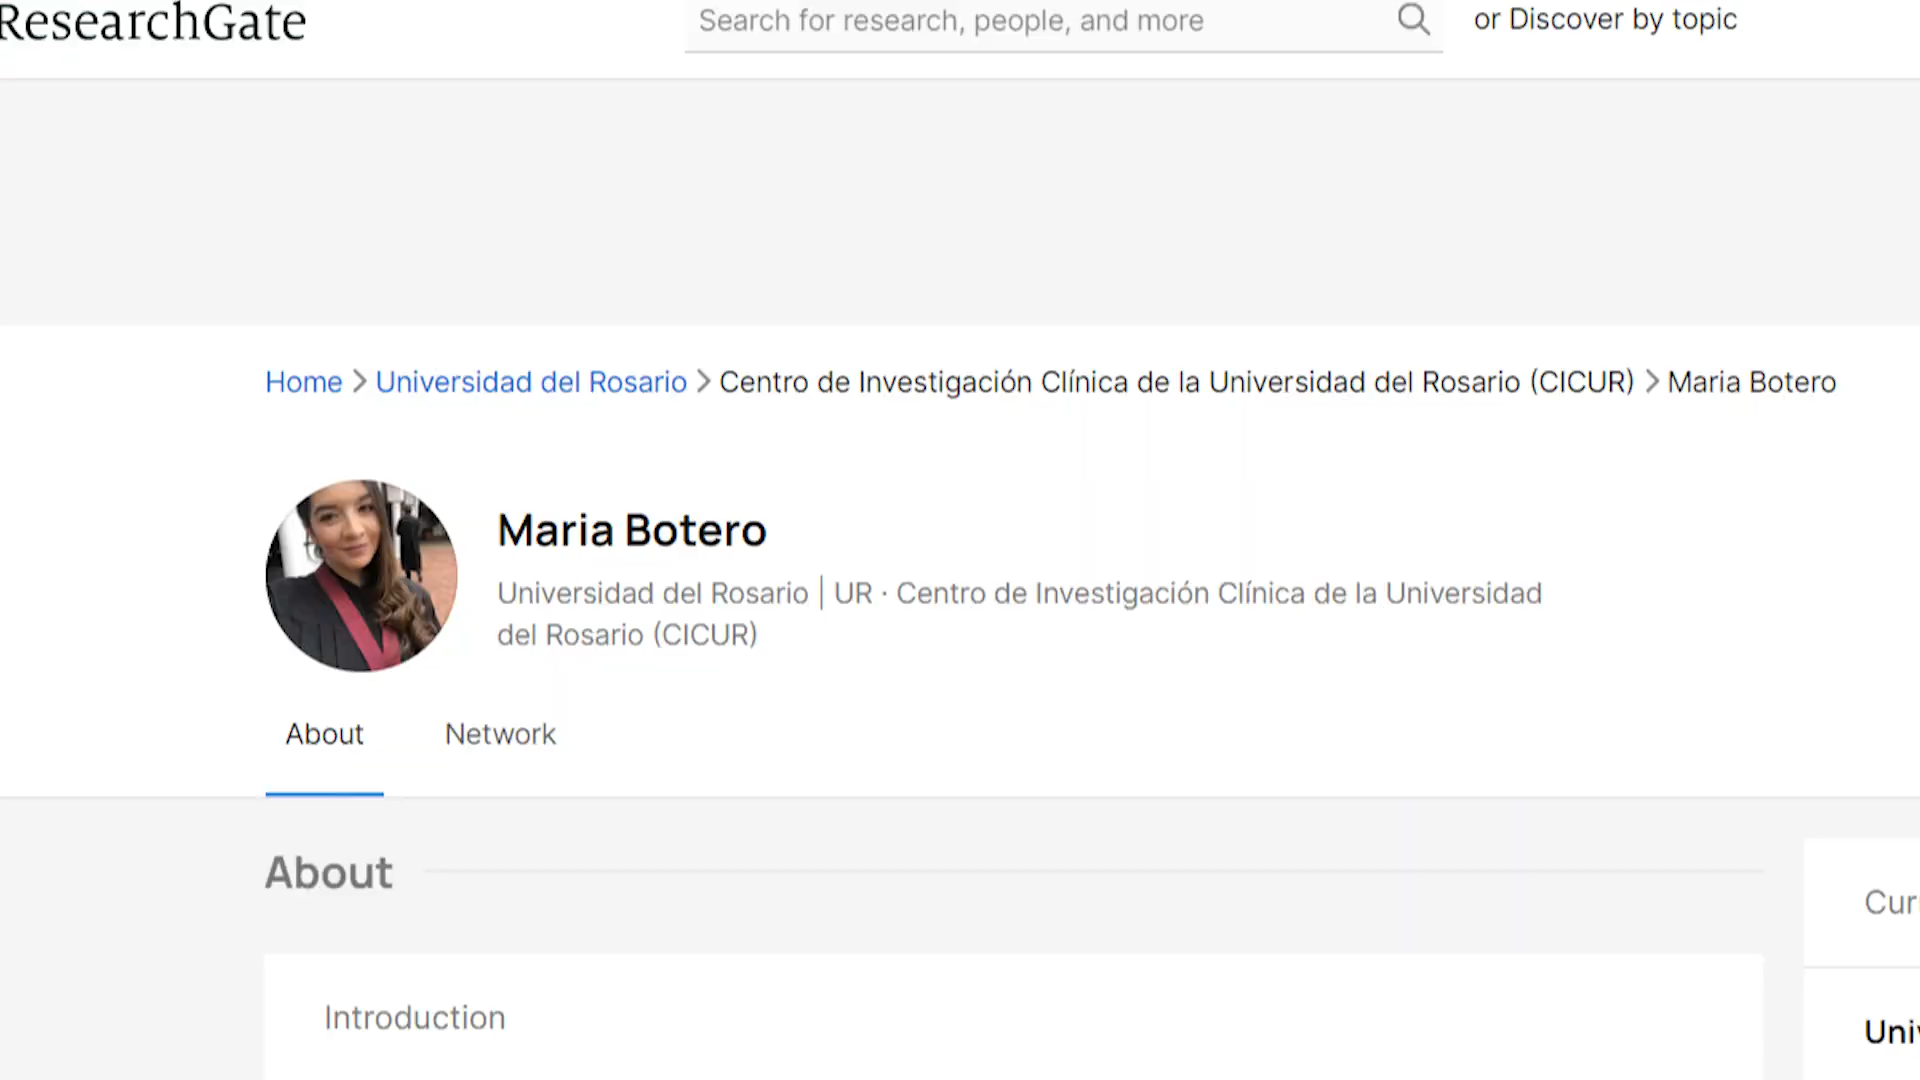 ResearchGate
Search for research, people, and more
or Discover by topic
Home > Universidad del Rosario > Centro de Investigación Clínica de la Universidad del Rosario (CICUR) > Maria Botero
Maria Botero
Universidad del Rosario | UR · Centro de Investigación Clínica de la Universidad
del Rosario (CICUR)
About
Network
About
Cur
Introduction
Uni